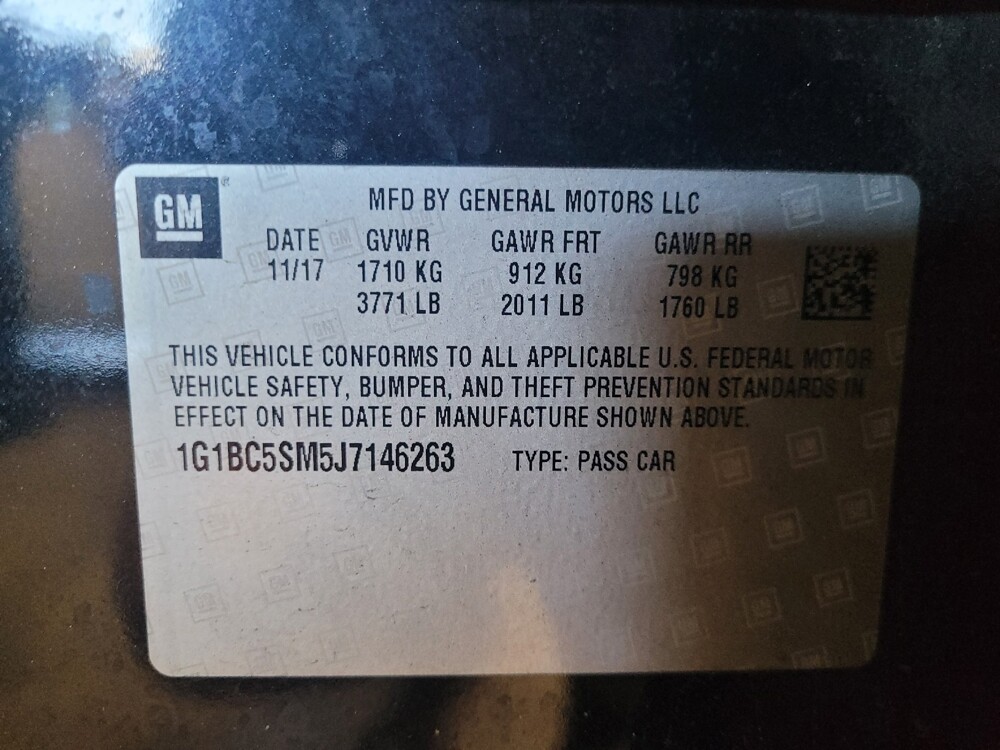 GM
MFD BY GENERAL MOTORS LLC
DATE GVWR GAWR FRT GAWR RR
11/17 1710 KG 912 KG 798 KG
3771 LB 2011 LB 1760 LB
THIS VEHICLE CONFORMS TO ALL APPLICABLE U.S. FEDERAL MOTOR
VEHICLE SAFETY, BUMPER, AND THEFT PREVENTION STANDARDS IN
EFFECT ON THE DATE OF MANUFACTURE SHOWN ABOVE.
1G1BC5SM5J7146263 TYPE: PASS CAR